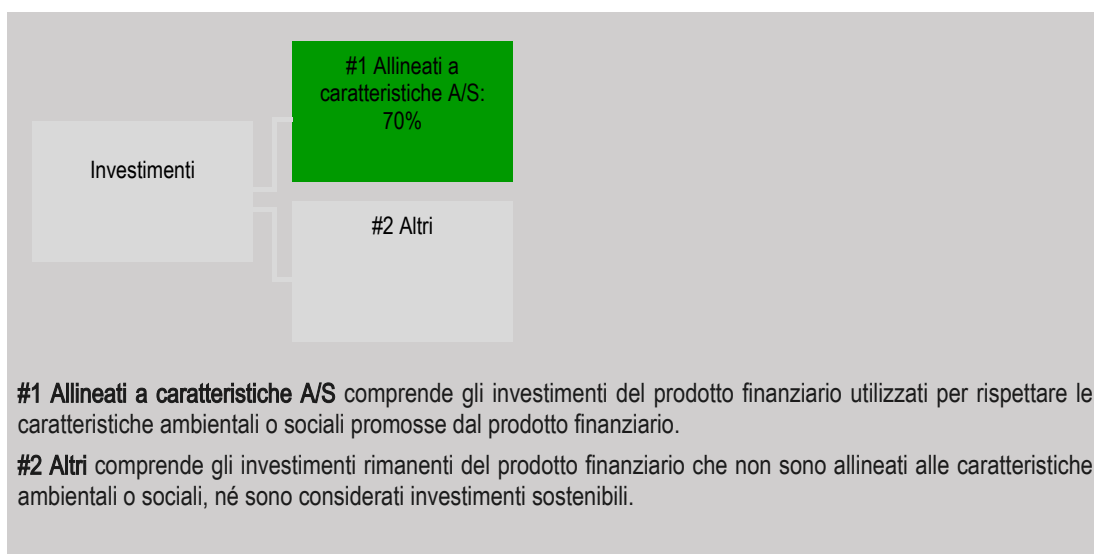 #1 Allineati a
caratteristiche A/S:
70%
Investimenti
#2 Altri
#1 Allineati a caratteristiche A/S comprende gli investimenti del prodotto finanziario utilizzati per rispettare le
caratteristiche ambientali o sociali promosse dal prodotto finanziario.
#2 Altri comprende gli investimenti rimanenti del prodotto finanziario che non sono allineati alle caratteristiche
ambientali o sociali, né sono considerati investimenti sostenibili.